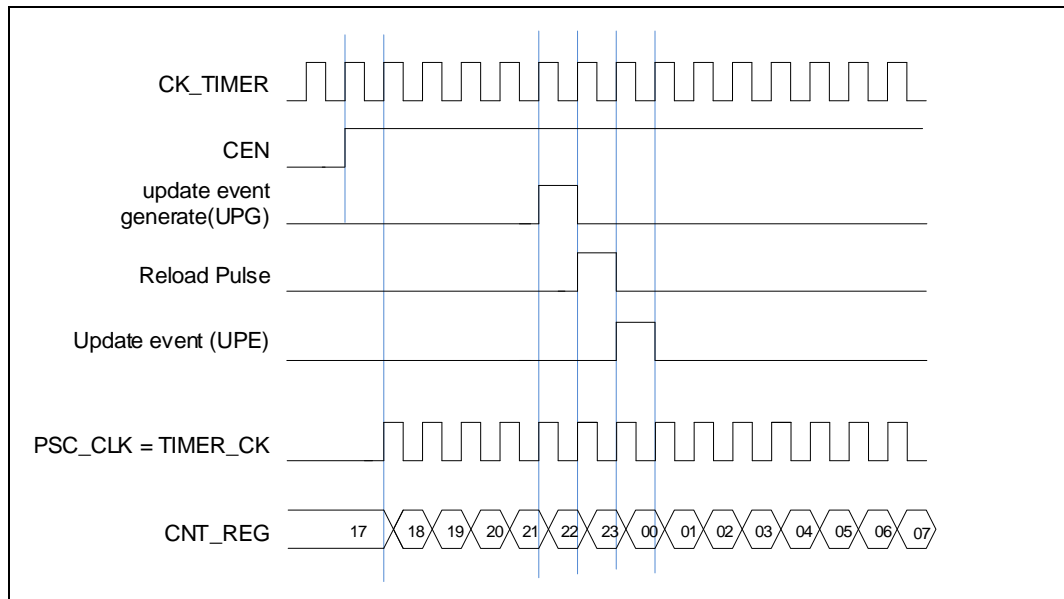 CK_TIMER
CEN
update event
generate(UPG)
Reload Pulse
Update event (UPE)
PSC_CLK = TIMER_CK
CNT_REG 17 18 19 20 21 22 23 00 01 02 03 04 05 06 07